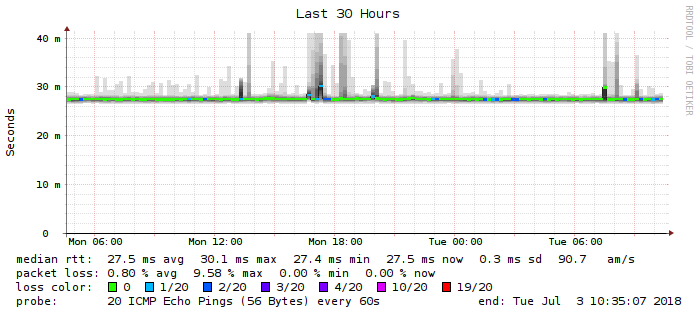 Last 30 Hours
RRDTOOL / TOBI OETIKER
Seconds
40 m
30 m
20 m
10 m
0
Mon 06:00 Mon 12:00 Mon 18:00 Tue 00:00 Tue 06:00
median rtt: 27.5 ms avg 30.1 ms max 27.4 ms min 27.5 ms now 0.3 ms sd 90.7 am/s
packet loss: 0.80 % avg 9.58 % max 0.00 % min 0.00 % now
loss color: 0 1/20 2/20 3/20 4/20 10/20 19/20
probe: 20 ICMP Echo Pings (56 Bytes) every 60s end: Tue Jul 3 10:35:07 2018